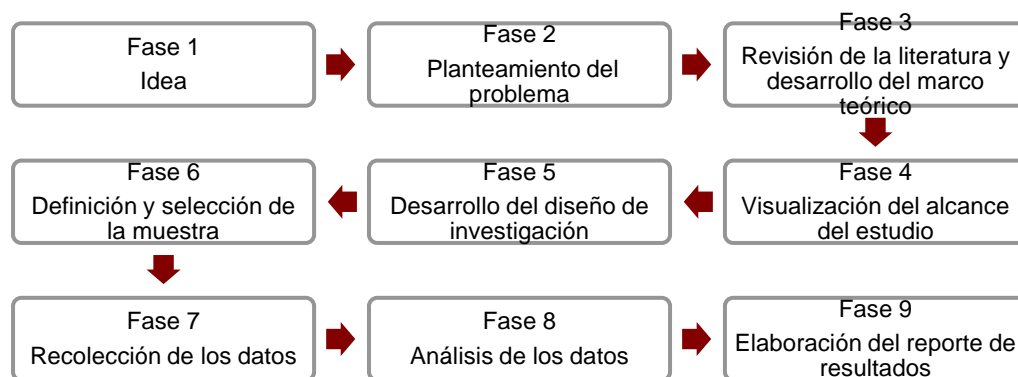 Fase 1
Idea
Fase 2
Planteamiento del
problema
Fase 3
Revisión de la literatura y
desarrollo del marco
teórico
Fase 4
Visualización del alcance
del estudio
Fase 5
Desarrollo del diseño de
investigación
Fase 6
Definición y selección de
la muestra
Fase 7
Recolección de los datos
Fase 8
Análisis de los datos
Fase 9
Elaboración del reporte de
resultados